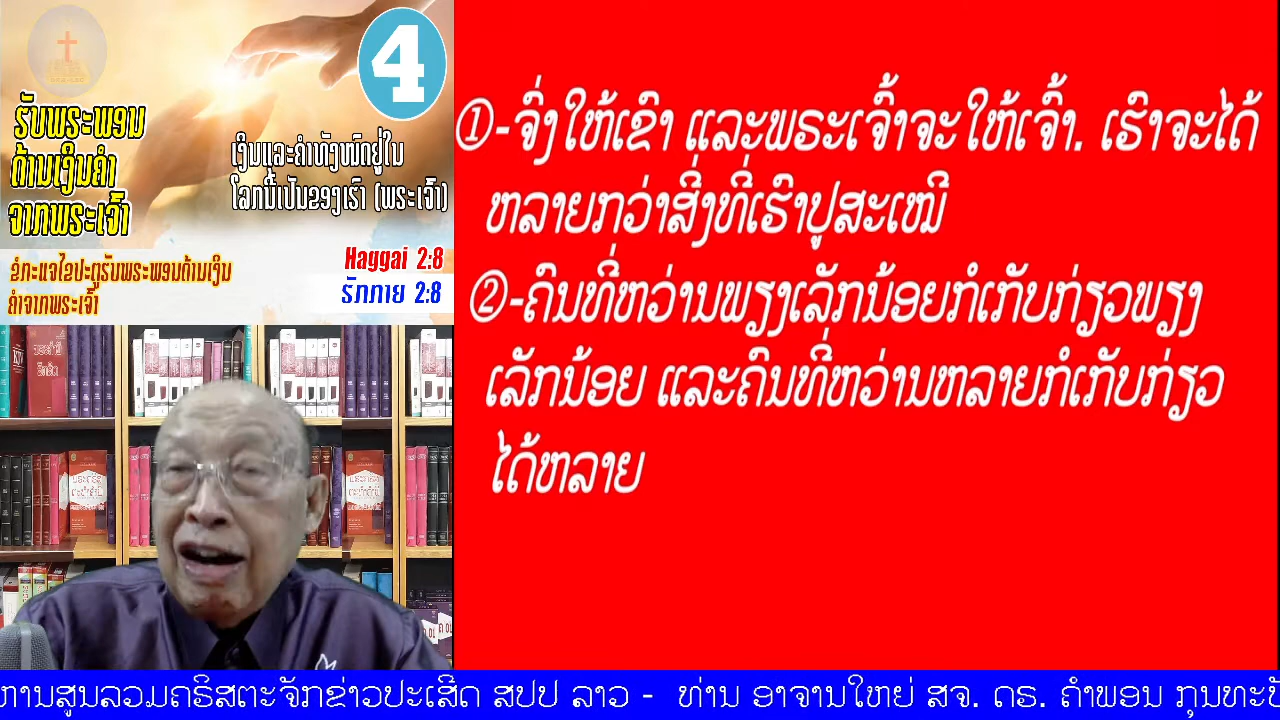 4
ຮັບພຣະພອນ
ດ້ານເງິນຄຳ
ຈາກພຣະເຈົ້າ
ເງິນແລະຄຳທັງໝົດຢູ່ໃນ
ໂລກນີ້ເປັນຂອງເຮົາ (ພຣະເຈົ້າ)
Haggai 2:8
ຮັກກາຍ 2:8
ຂໍກະແຈໄຂປະຕູຮັບພຣະພອນດ້ານເງິນ
ຄຳຈາກພຣະເຈົ້າ
①-ຈົ່ງໃຫ້ເຂົາ ແລະພຣະເຈົ້າຈະໃຫ້ເຈົ້າ. ເຮົາຈະໄດ້
ຫລາຍກວ່າສິ່ງທີ່ເຮົາປູສະເໝີ
②-ຄົນທີ່ຫວ່ານພຽງເລັກນ້ອຍກໍເກັບກ່ຽວພຽງ
ເລັກນ້ອຍ ແລະຄົນທີ່ຫວ່ານຫລາຍກໍເກັບກ່ຽວ
ໄດ້ຫລາຍ
ການສູນລວມຄຣິສຕະຈັກຂ່າວປະເສີດ ສປປ ລາວ - ທ່ານ ອາຈານໃຫຍ່ ສຈ. ດຣ. ຄຳພອນ ກຸນທະປັ